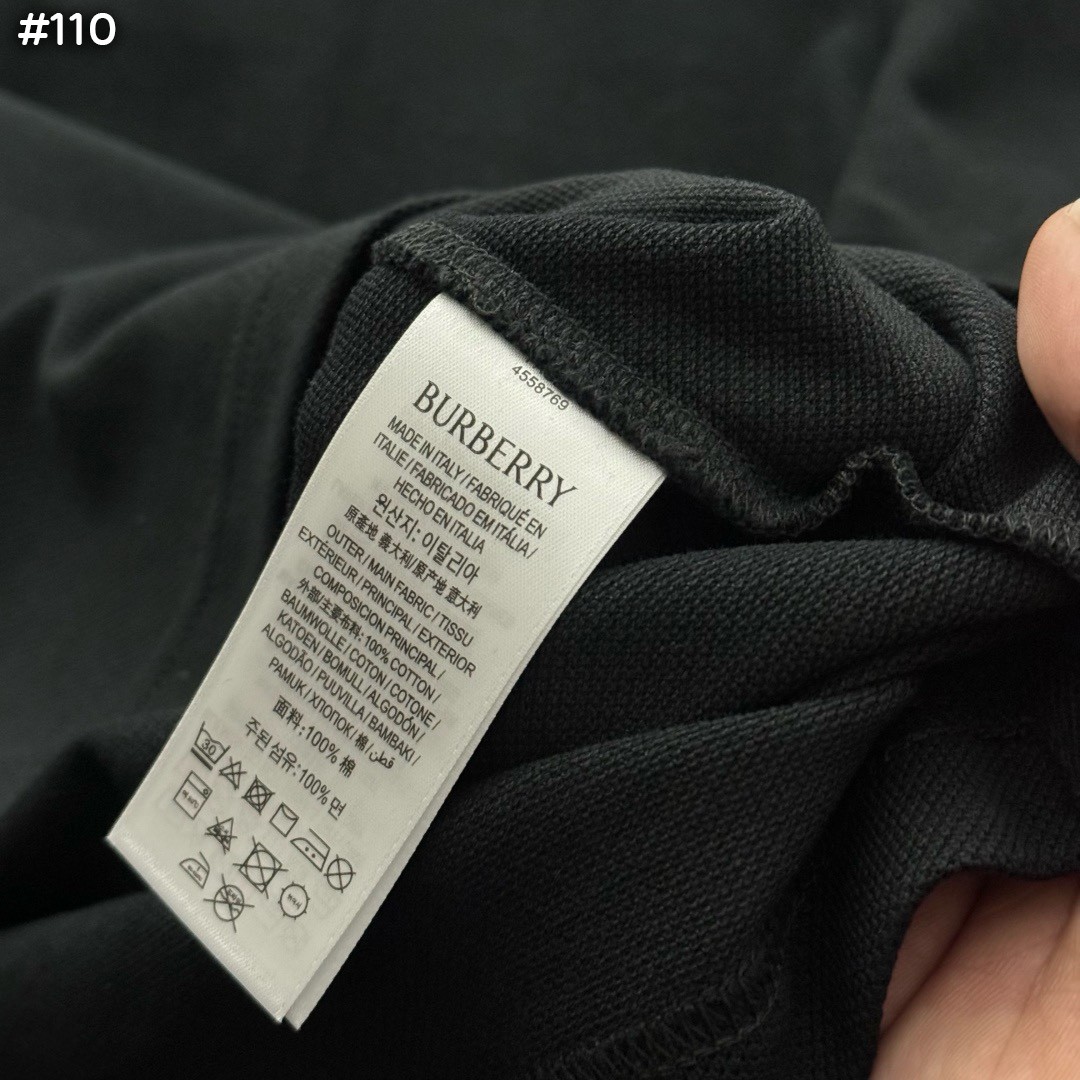 #110
4558769
BURBERRY
MADE IN ITALY / FABRIQUÉ EN
ITALIE / FABRICADO EM ITÁLIA /
HECHO EN ITALIA
원산지: 이탈리아
原產地 義大利/原产地 意大利
OUTER / MAIN FABRIC / TISSU
EXTÉRIEUR / PRINCIPAL / EXTERIOR
COMPOSICION PRINCIPAL /
外部/主要布料: 100% COTTON /
BAUMWOLLE / COTON / COTONE /
KATOEN / BOMULL / ALGODÓN /
ALGODÃO / PUUVILLA / BAMBAKI /
PAMUK / ХЛОПОК / 棉 / قطن
面料:100% 棉
주된 섬유:100% 면
30